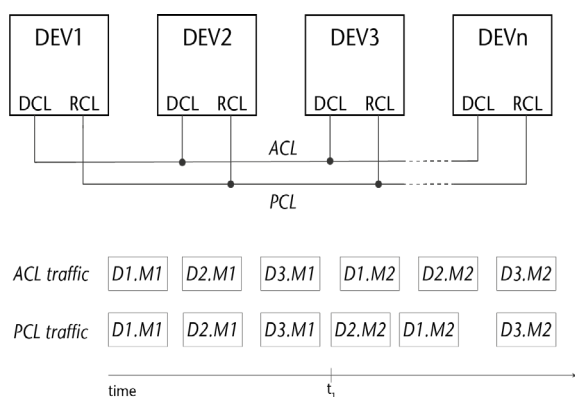 DEV1 DEV2 DEV3 DEVn
DCL RCL DCL RCL DCL RCL DCL RCL
ACL
PCL
ACL traffic D1.M1 D2.M1 D3.M1 D1.M2 D2.M2 D3.M2
PCL traffic D1.M1 D2.M1 D3.M1 D2.M2 D1.M2 D3.M2
time t₁